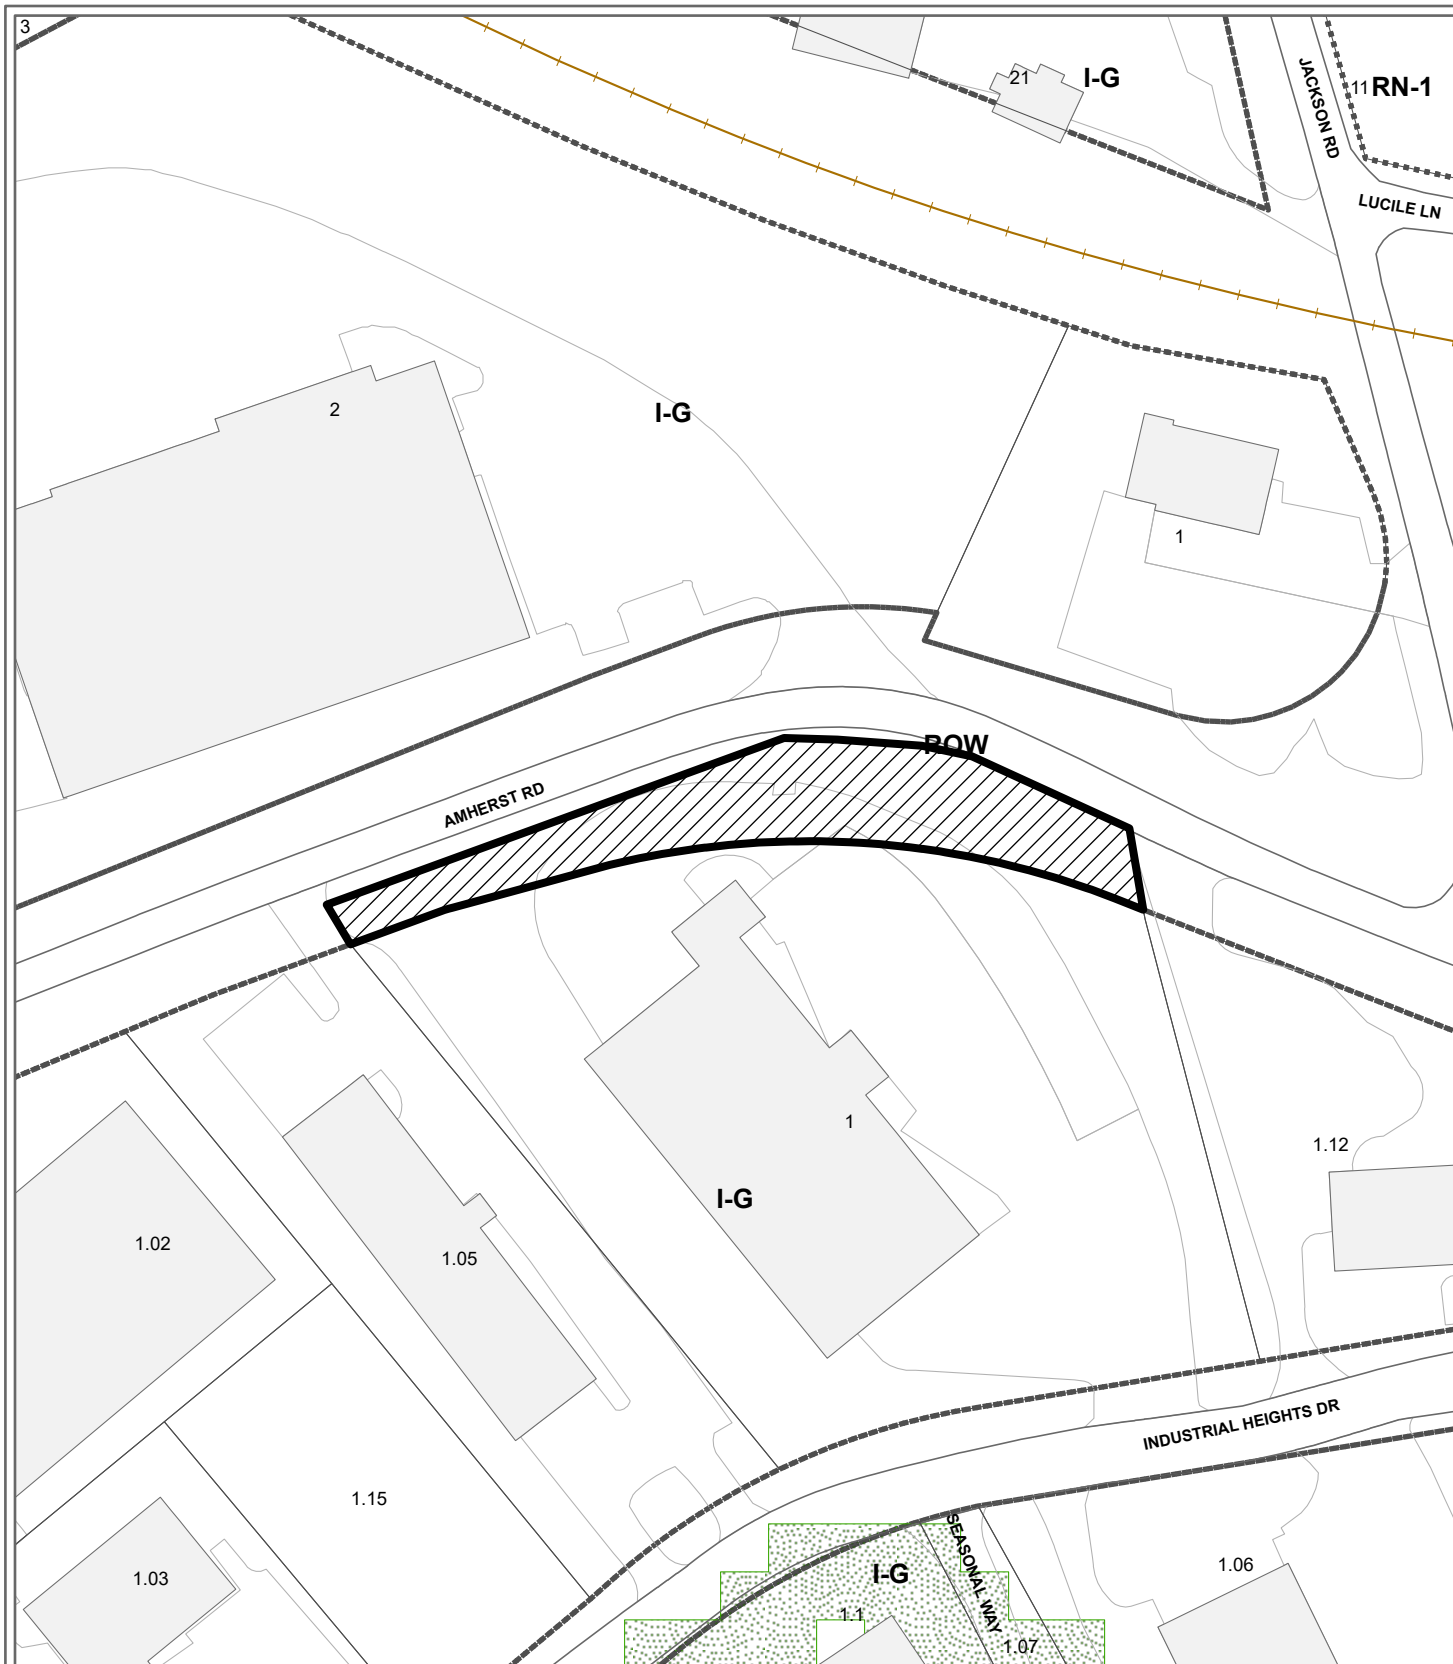 3
21
I-G
11
RN-1
JACKSON RD
LUCILE LN
2
I-G
1
ROW
AMHERST RD
1
1.12
I-G
1.02
1.05
INDUSTRIAL HEIGHTS DR
1.15
SEASONAL WAY
I-G
1.03
1.06
1.1
1.07